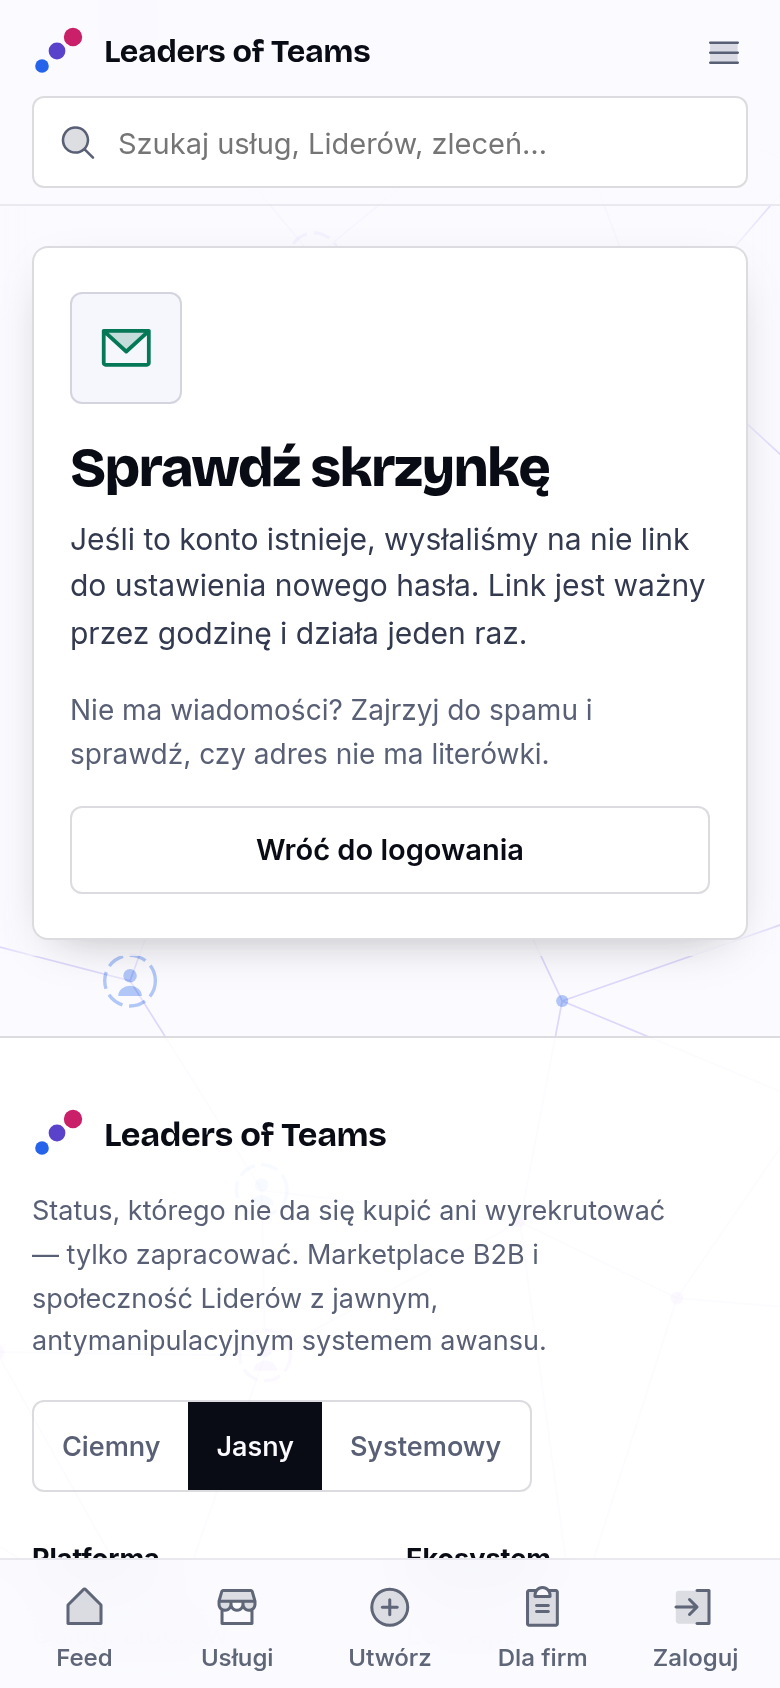 Leaders of Teams
Szukaj usług, Liderów, zleceń...
Sprawdź skrzynkę
Jeśli to konto istnieje, wysłaliśmy na nie link
do ustawienia nowego hasła. Link jest ważny
przez godzinę i działa jeden raz.
Nie ma wiadomości? Zajrzyj do spamu i
sprawdź, czy adres nie ma literówki.
Wróć do logowania
Leaders of Teams
Status, którego nie da się kupić ani wyrekrutować
— tylko zapracować. Marketplace B2B i
społeczność Liderów z jawnym,
antymanipulacyjnym systemem awansu.
Ciemny Jasny Systemowy
Platforma Ekosystem
Feed Usługi Utwórz Dla firm Zaloguj